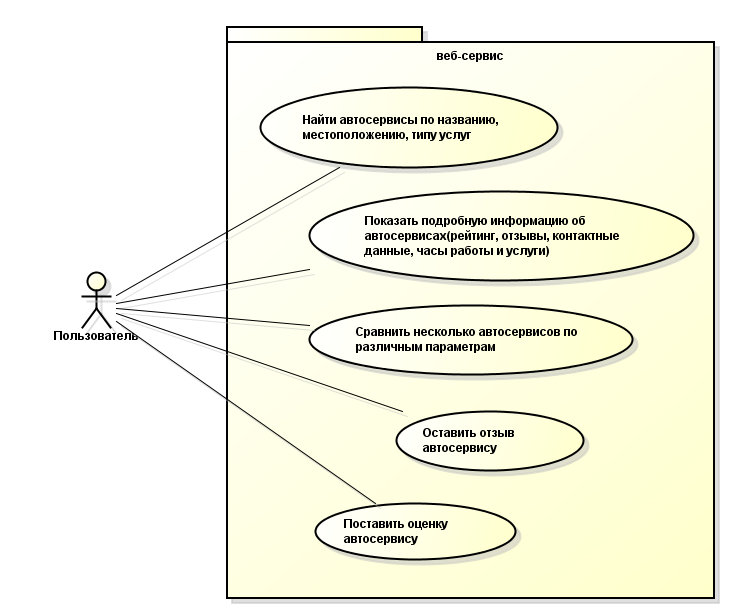 веб-сервис
Найти автосервисы по названию,
местоположению, типу услуг
Показать подробную информацию об
автосервисах(рейтинг, отзывы, контактные
данные, часы работы и услуги)
Пользователь
Сравнить несколько автосервисов по
различным параметрам
Оставить отзыв
автосервису
Поставить оценку
автосервису